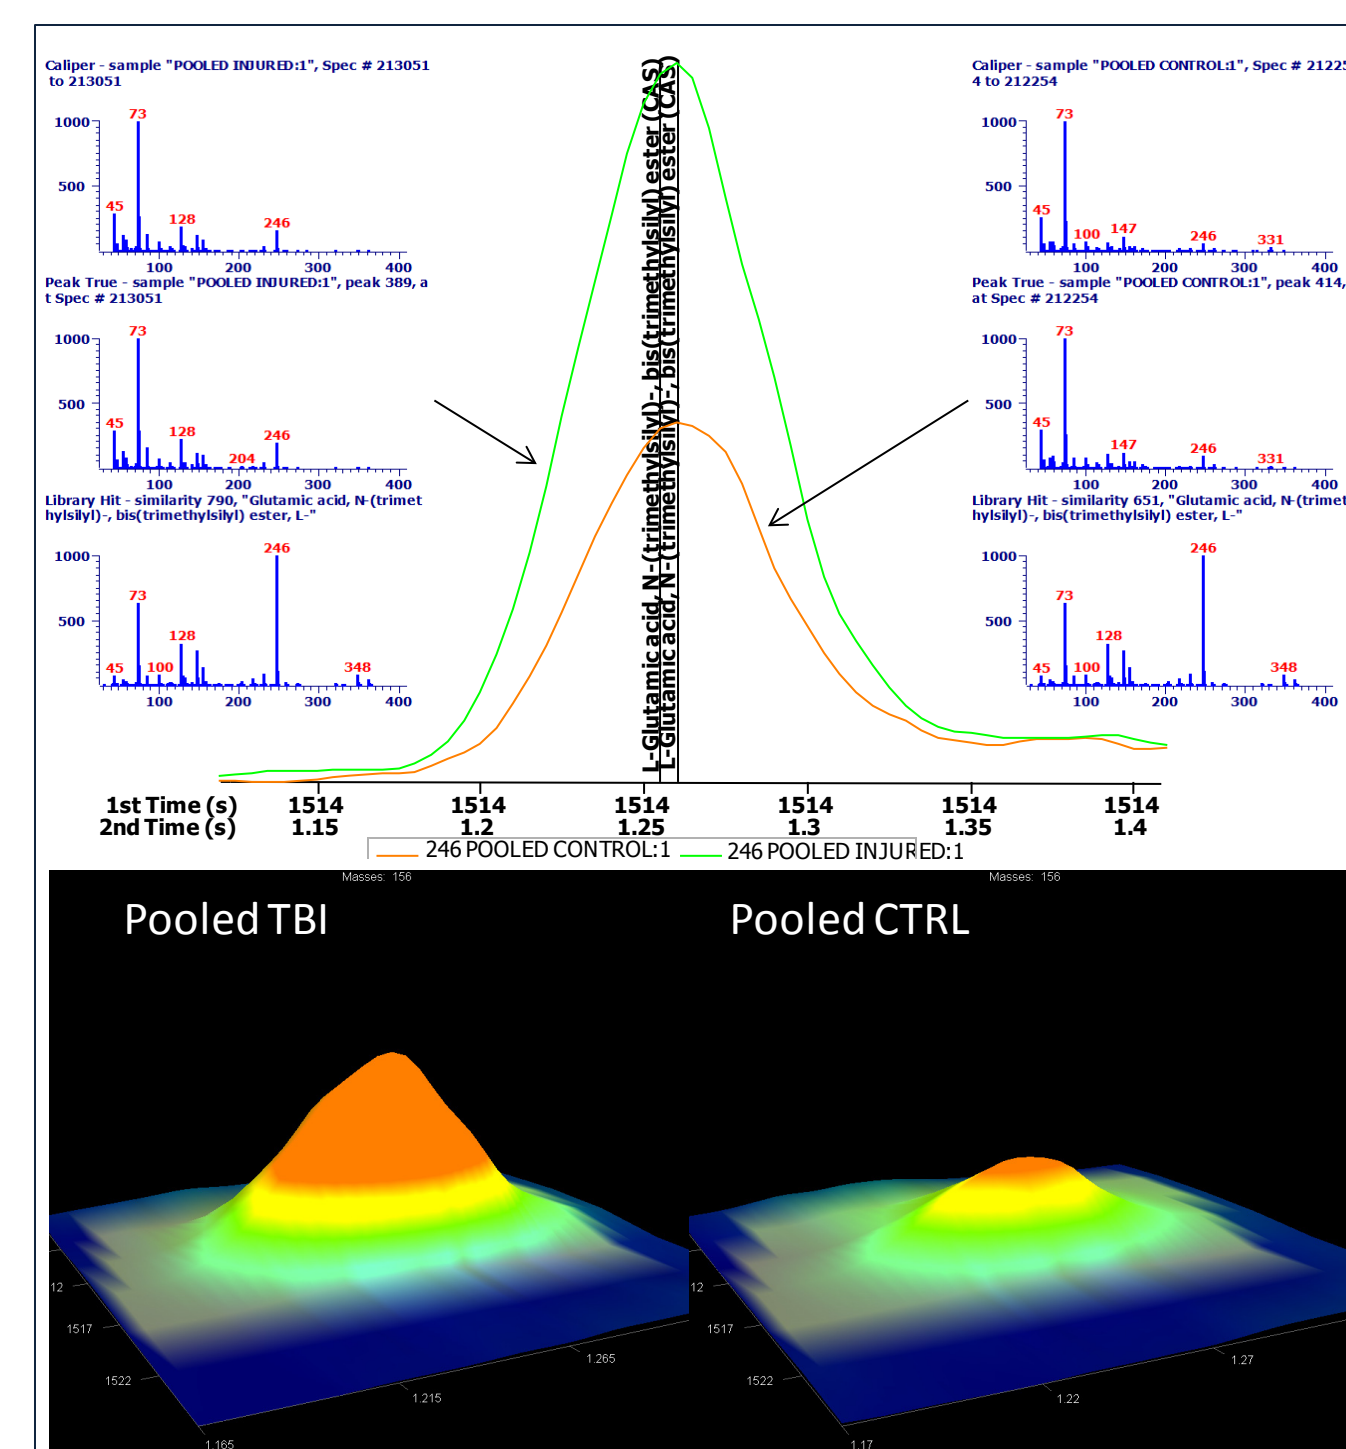 Caliper - sample "POOLED INJURED:1", Spec # 213051
to 213051
1000
500
73
45
128
246
100 200 300 400
Peak True - sample "POOLED INJURED:1", peak 389, a
t Spec # 213051
1000
500
73
45
128
204
246
100 200 300 400
Library Hit - similarity 790, "Glutamic acid, N-(trimet
hylsilyl)-, bis(trimethylsilyl) ester, L-"
1000
500
246
73
128
45
100
348
100 200 300 400
L-Glutamic acid, N-(trimethylsilyl)-, bis(trimethylsilyl) ester (CAS)
L-Glutamic acid, N-(trimethylsilyl)-, bis(trimethylsilyl) ester (CAS)
Caliper - sample "POOLED CONTROL:1", Spec # 21225
4 to 212254
1000
500
73
45
100
147
246
331
100 200 300 400
Peak True - sample "POOLED CONTROL:1", peak 414,
at Spec # 212254
1000
500
73
45
147
246
331
100 200 300 400
Library Hit - similarity 651, "Glutamic acid, N-(trimet
hylsilyl)-, bis(trimethylsilyl) ester, L-"
1000
500
246
73
128
45
100
348
100 200 300 400
1st Time (s) 1514 1514 1514 1514 1514 1514
2nd Time (s) 1.15 1.2 1.25 1.3 1.35 1.4
246 POOLED CONTROL:1 246 POOLED INJURED:1
Masses: 156
Pooled TBI
12
1517
1522
1.165
1.215
1.265
Masses: 156
Pooled CTRL
12
1517
1522
1.17
1.22
1.27